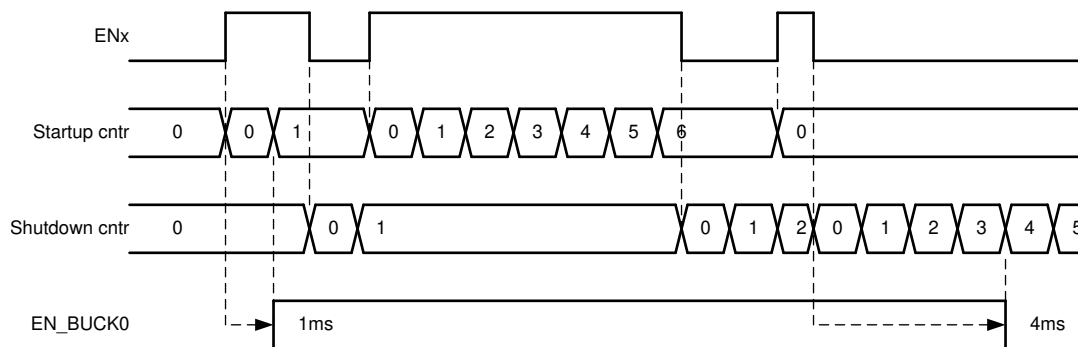 ENx
Startup cntr 0 0 1 0 1 2 3 4 5 6 0
Shutdown cntr 0 0 1 0 1 2 0 1 2 3 4 5
EN_BUCK0 1ms 4ms